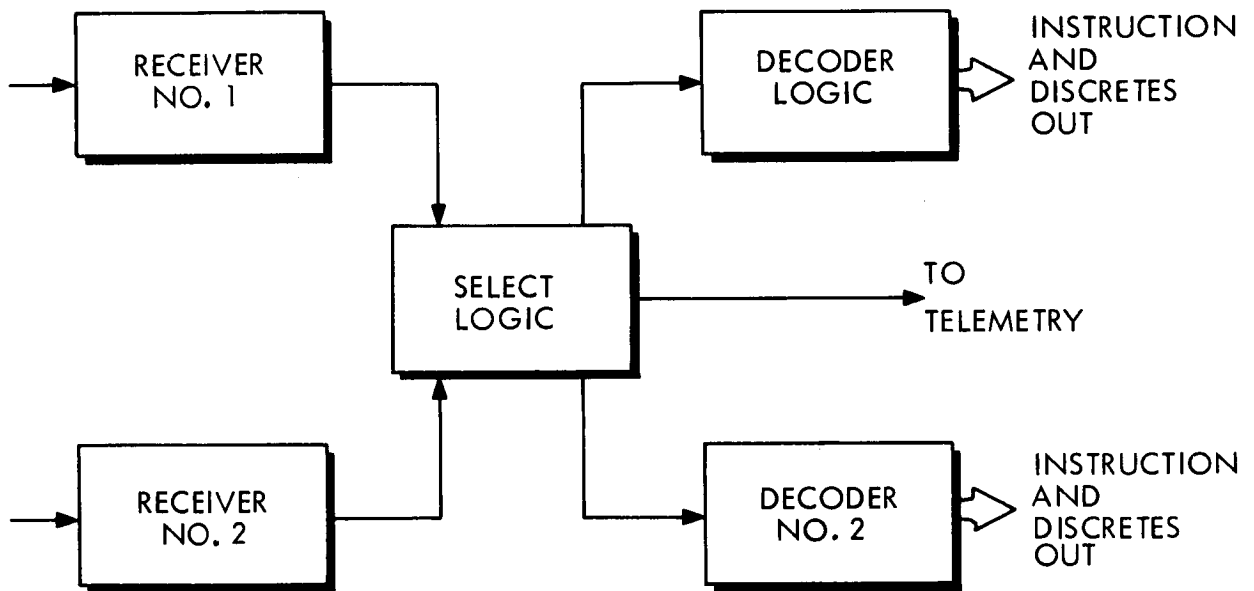 RECEIVER
NO. 1
DECODER
LOGIC
INSTRUCTION
AND
DISCRETES
OUT
SELECT
LOGIC
TO
TELEMETRY
RECEIVER
NO. 2
DECODER
NO. 2
INSTRUCTION
AND
DISCRETES
OUT